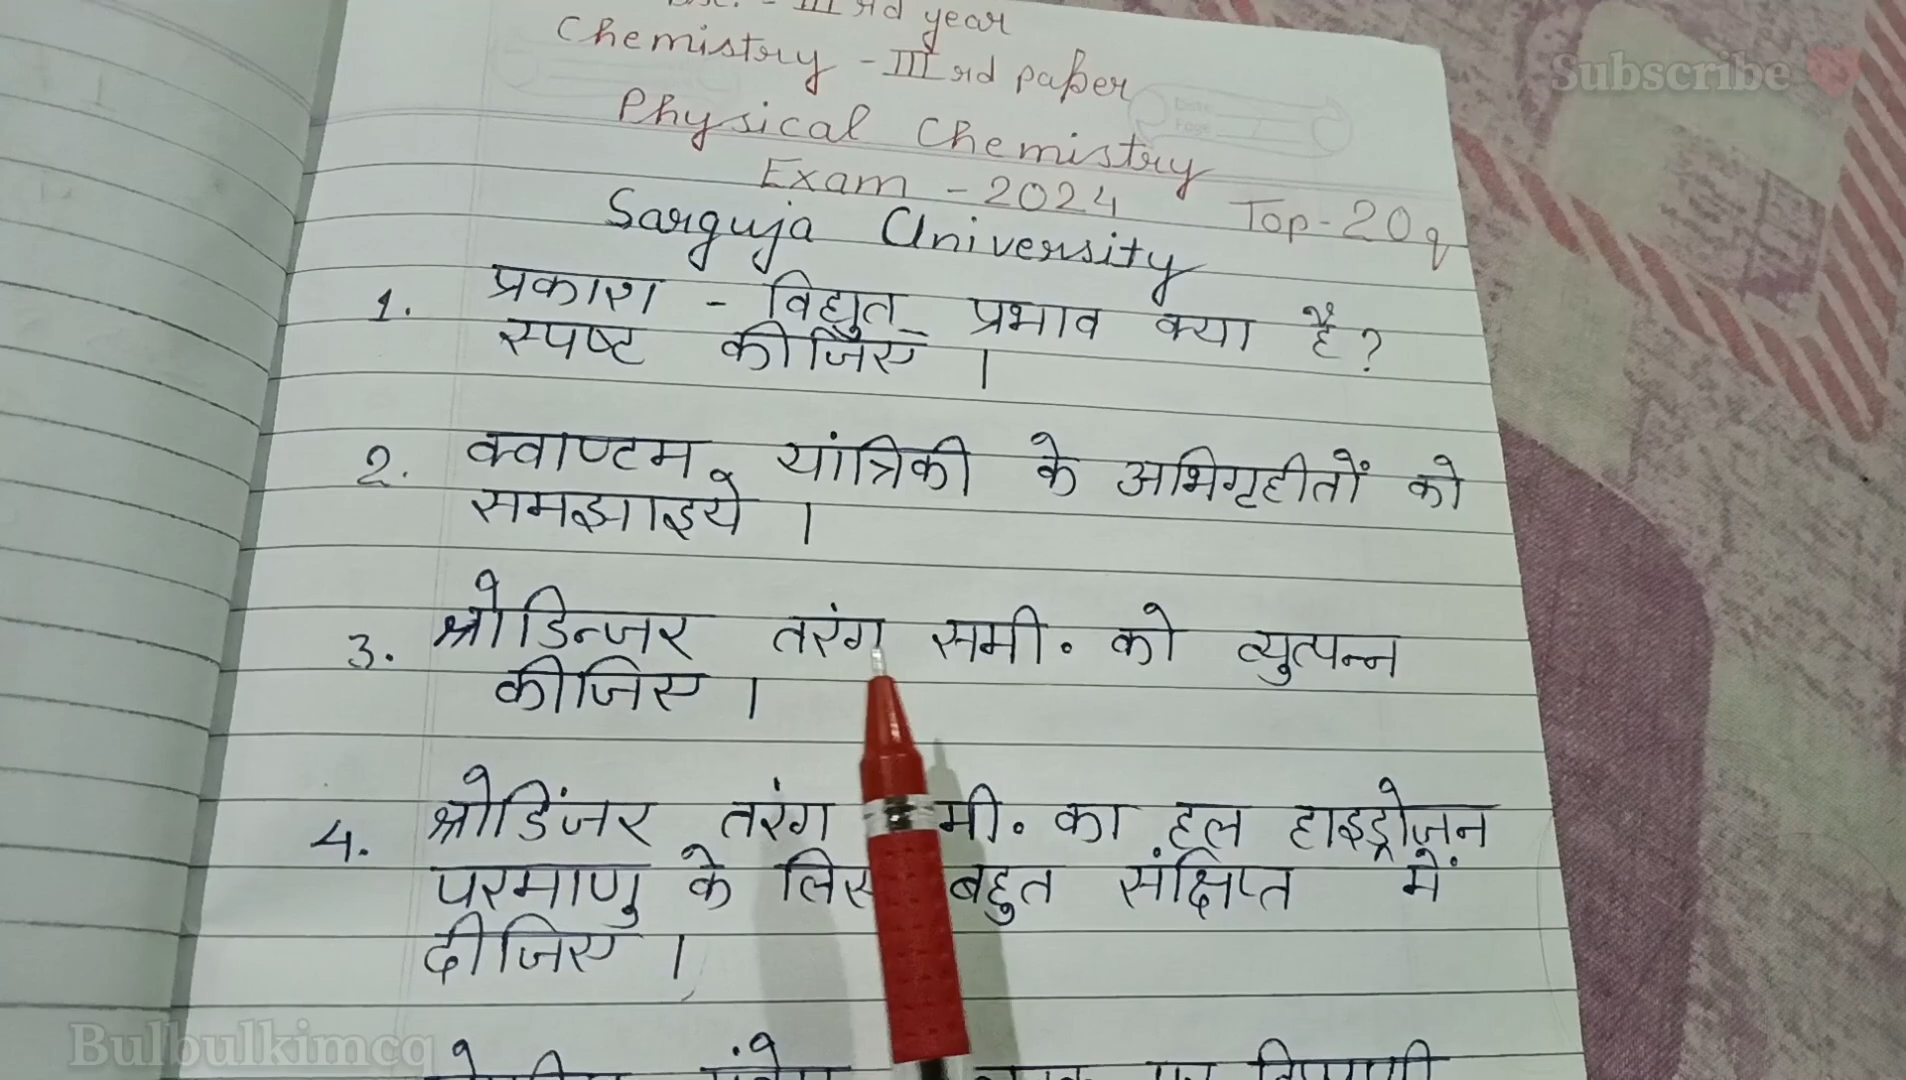 BSc. - III rd year
Chemistry - III rd paper
Subscribe
Physical Chemistry
Exam - 2024 Top - 20 q
Sarguja University
1. प्रकाश - विद्युत प्रभाव क्या है ?
स्पष्ट कीजिए ।
2. क्वाण्टम यांत्रिकी के अभिगृहीतों को
समझाइये ।
3. श्रोडिन्जर तरंग समी. को व्युत्पन्न
कीजिए ।
4. श्रोडिंजर तरंग मी. का हल हाइड्रोजन
परमाणु के लिए बहुत संक्षिप्त में
दीजिए ।
Bulbulkimcq